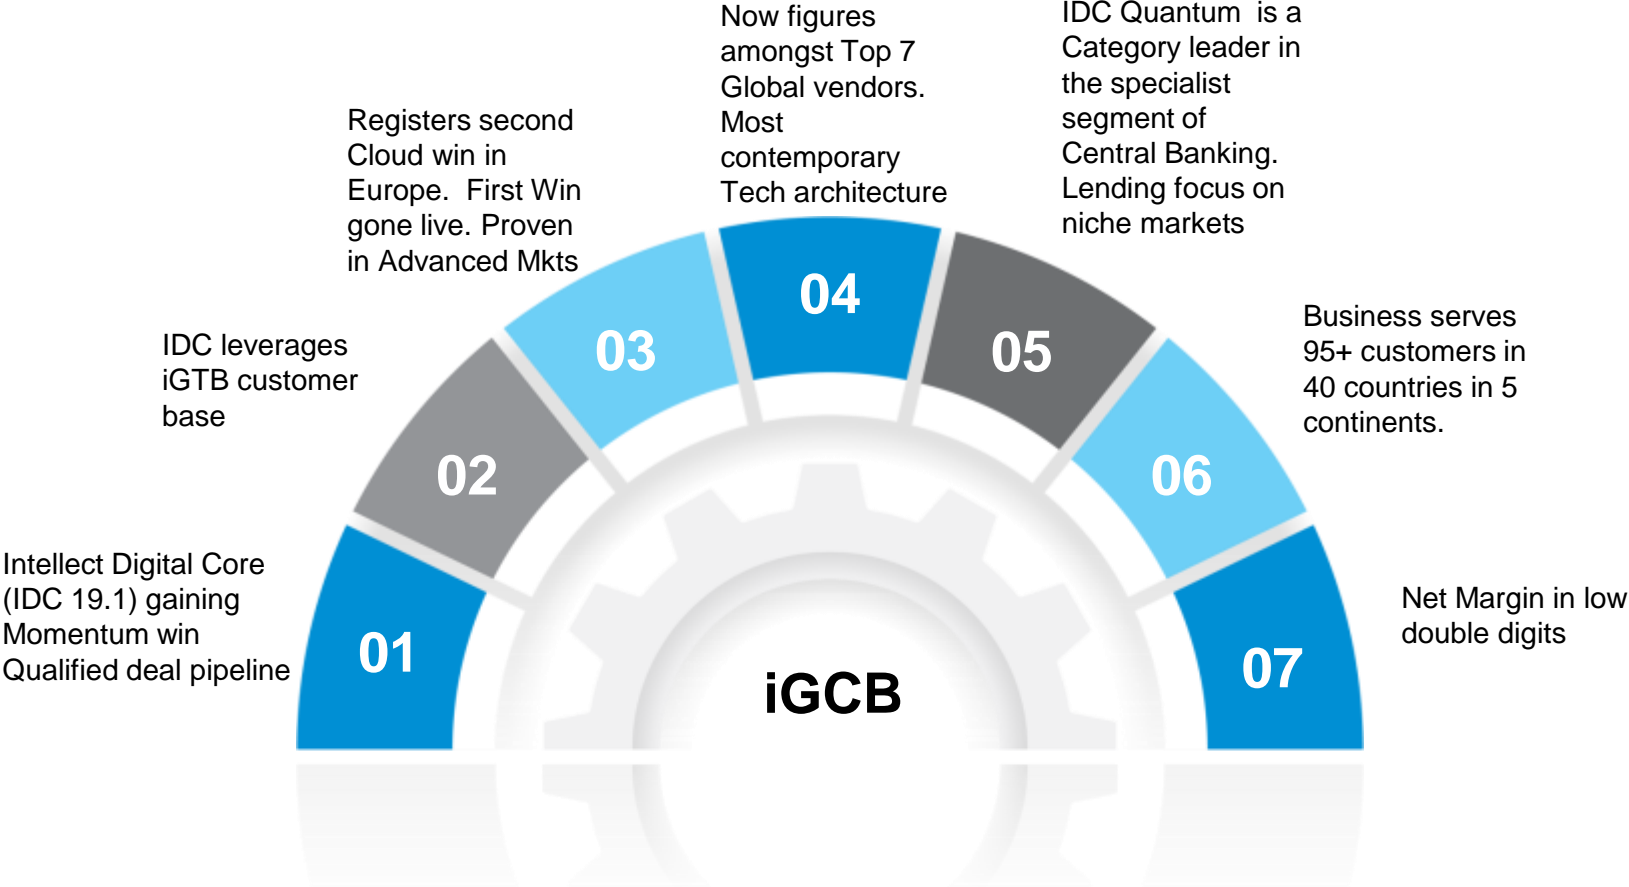 Intellect Digital Core
(IDC 19.1) gaining
Momentum win
Qualified deal pipeline
01
IDC leverages
iGTB customer
base
02
Registers second
Cloud win in
Europe.  First Win
gone live. Proven
in Advanced Mkts
03
Now figures
amongst Top 7
Global vendors.
Most
contemporary
Tech architecture
04
IDC Quantum  is a
Category leader in
the specialist
segment of
Central Banking.
Lending focus on
niche markets
05
Business serves
95+ customers in
40 countries in 5
continents.
06
Net Margin in low
double digits
07
iGCB